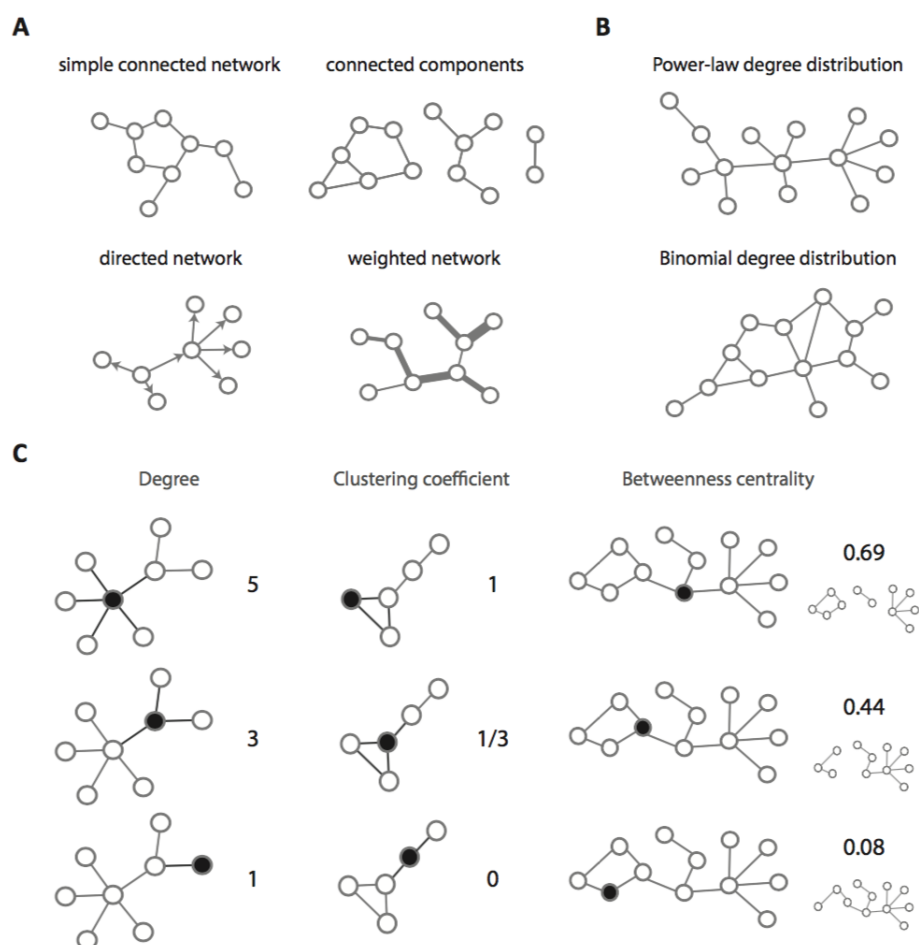 A
B
simple connected network
connected components
Power-law degree distribution
directed network
weighted network
Binomial degree distribution
C
Degree
Clustering coefficient
Betweenness centrality
5
1
0.69
3
1/3
0.44
1
0
0.08